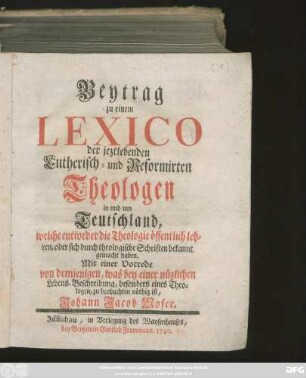 (1)
Beytrag
zu einem
LEXICO
der jeztlebenden
Lutherisch- und Reformirten
Theologen
in und um
Teutschland,
welche entweder die Theologie öffentlich leh-
ren, oder sich durch theologische Schriften bekannt
gemacht haben.
Mit einer Vorrede
von demjenigen, was bey einer nüzlichen
Lebens-Beschreibung, besonders eines Theo-
logen, zu beobachten nöthig ist,
Johann Jacob Moser.
Züllichau, in Verlegung des Waysenhauses,
bey Benjamin Gottlob Frommann. 1740.
DFG